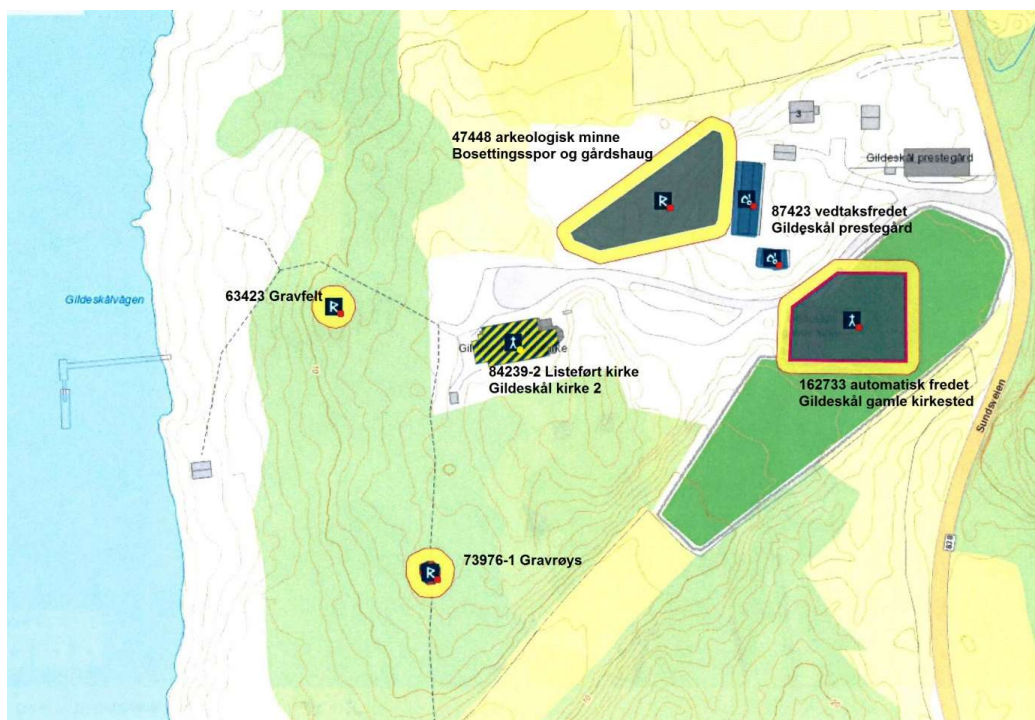 47448 arkeologisk minne
Bosettingsspor og gårdshaug
3
Gildeskål prestegård
87423 vedtaksfredet
Gildeskål prestegård
Gildeskålvågen
63423 Gravfelt
84239-2 Listeført kirke
Gildeskål kirke 2
162733 automatisk fredet
Gildeskål gamle kirkested
Sundsveien
838
73976-1 Gravrøys